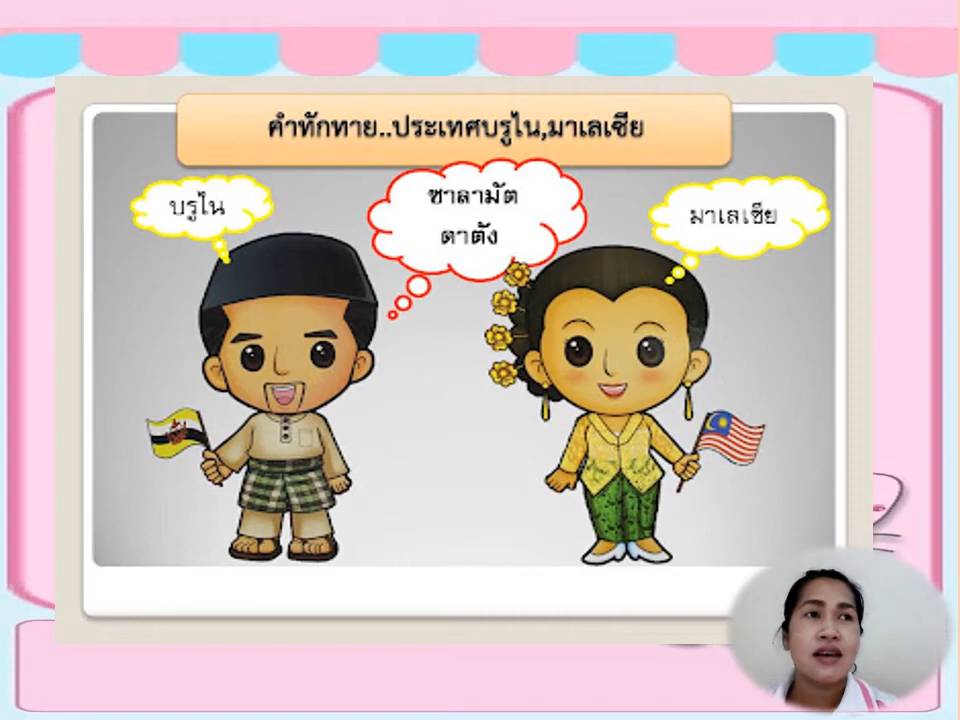 คำทักทาย..ประเทศบรูไน,มาเลเซีย
บรูไน
ซาลามัต
ดาตัง
มาเลเซีย